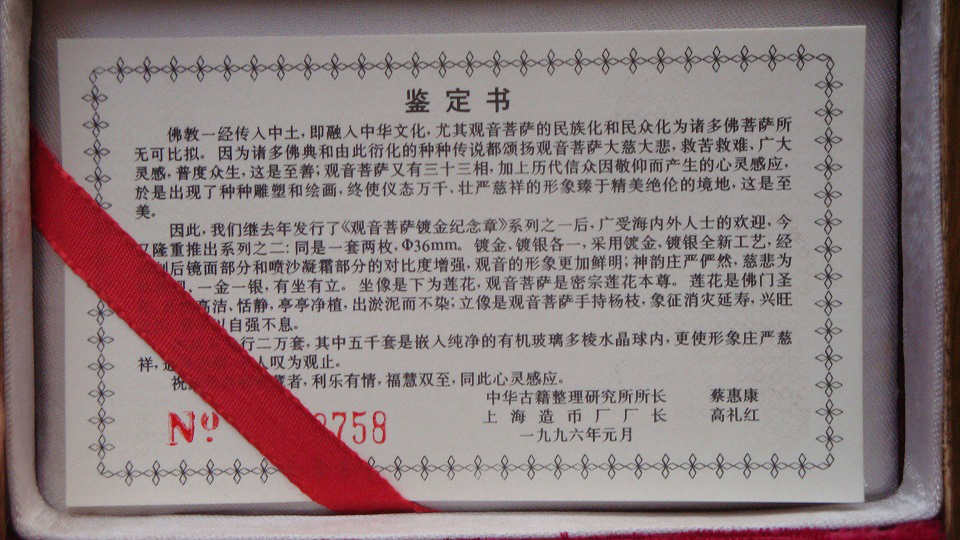 鉴定书
佛教一经传入中土，即融入中华文化，尤其观音菩萨的民族化和民众化为诸多佛菩萨所
无可比拟。因为诸多佛典和由此衍化的种种传说都颂扬观音菩萨大慈大悲，救苦救难、广大
灵感，普度众生，这是至善；观音菩萨又有三十三相，加上历代信众因敬仰而产生的心灵感应，
於是出现了种种雕塑和绘画，终使仪态万千、壮严慈祥的形象臻于精美绝伦的境地，这是至
美。
因此，我们继去年发行了《观音菩萨镀金纪念章》系列之一后，广受海内外人士的欢迎，今
又隆重推出系列之二：同是一套两枚，Φ36mm。镀金、镀银各一，采用镀金、镀银全新工艺，经
后镜面部分和喷沙凝霜部分的对比度增强，观音的形象更加鲜明；神韵庄严俨然，慈悲为
：一金一银，有坐有立。坐像是下为莲花，观音菩萨是密宗莲花本尊。莲花是佛门圣
高洁、恬静，亭亭净植，出淤泥而不染；立像是观音菩萨手持杨枝，象征消灾延寿，兴旺
自强不息。
行二万套，其中五千套是嵌入纯净的有机玻璃多棱水晶球内，更使形象庄严慈
祥，人叹为观止。
祝者，利乐有情，福慧双至，同此心灵感应。
中华古籍整理研究所所长 蔡惠康
上海造币厂厂长 高礼红
一九九六年元月
Nº 8758